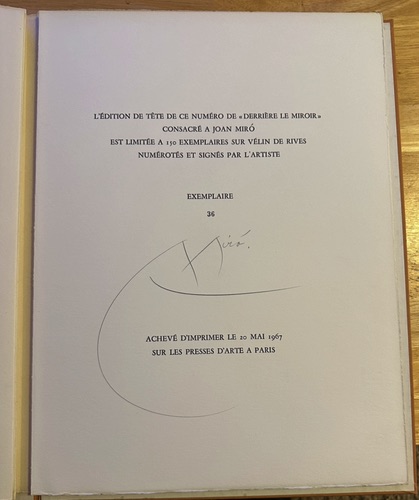 L'ÉDITION DE TÊTE DE CE NUMÉRO DE «DERRIÈRE LE MIROIR»
CONSACRÉ A JOAN MIRÓ
EST LIMITÉE A 150 EXEMPLAIRES SUR VÉLIN DE RIVES
NUMÉROTÉS ET SIGNÉS PAR L'ARTISTE
EXEMPLAIRE
36
Miró.
ACHEVÉ D'IMPRIMER LE 20 MAI 1967
SUR LES PRESSES D'ARTE A PARIS